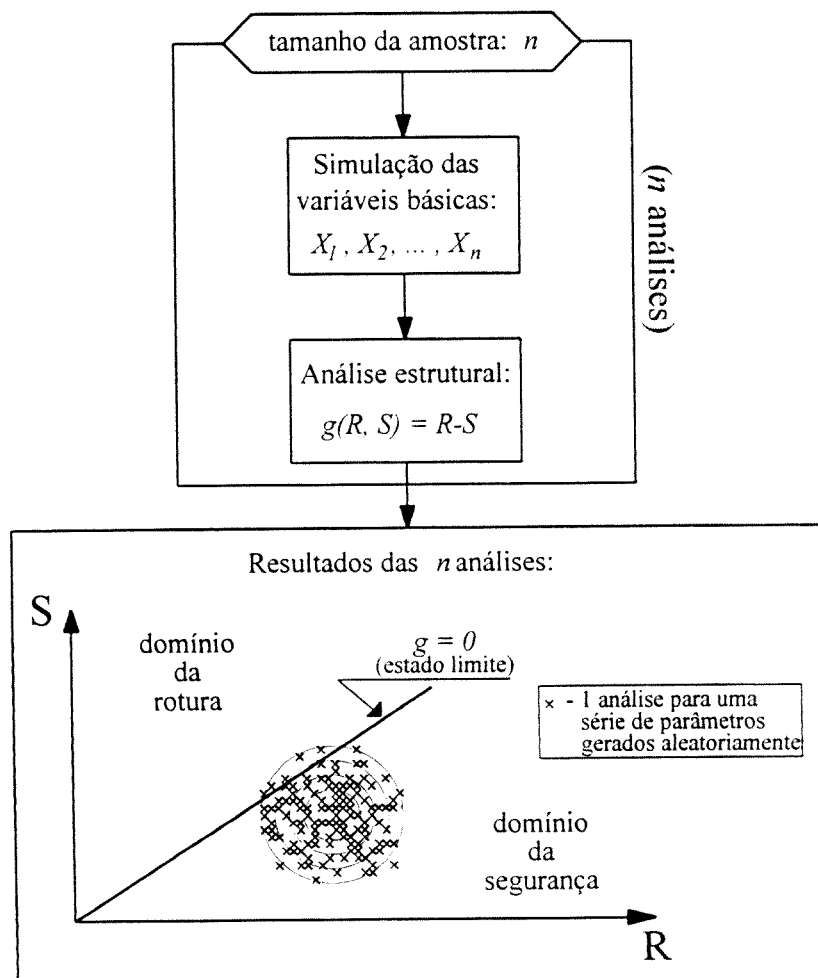 tamanho da amostra: n
Simulação das
variáveis básicas:
X1 , X2, ... , Xn
(n análises)
Análise estrutural:
g(R, S) = R-S
Resultados das n análises:
S
domínio
da
rotura
g = 0
(estado limite)
× - 1 análise para uma
série de parâmetros
gerados aleatoriamente
domínio
da
segurança
R